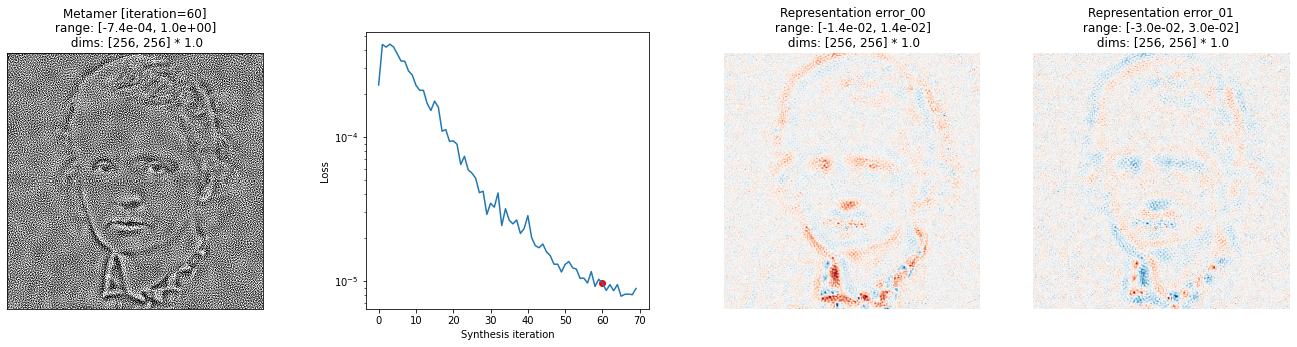 Metamer [iteration=60]
range: [-7.4e-04, 1.0e+00]
dims: [256, 256] * 1.0
Loss
10⁻⁴
10⁻⁵
0 10 20 30 40 50 60 70
Synthesis iteration
Representation error_00
range: [-1.4e-02, 1.4e-02]
dims: [256, 256] * 1.0
Representation error_01
range: [-3.0e-02, 3.0e-02]
dims: [256, 256] * 1.0